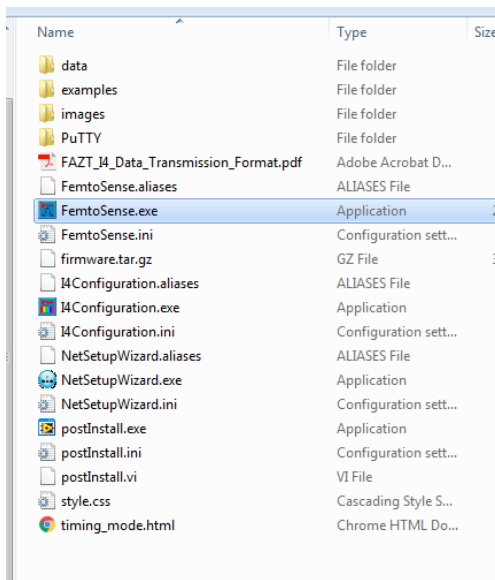 Name Type Size
data File folder
examples File folder
images File folder
PuTTY File folder
FAZT_I4_Data_Transmission_Format.pdf Adobe Acrobat D...
FemtoSense.aliases ALIASES File
FemtoSense.exe Application
FemtoSense.ini Configuration sett...
firmware.tar.gz GZ File
I4Configuration.aliases ALIASES File
I4Configuration.exe Application
I4Configuration.ini Configuration sett...
NetSetupWizard.aliases ALIASES File
NetSetupWizard.exe Application
NetSetupWizard.ini Configuration sett...
postInstall.exe Application
postInstall.ini Configuration sett...
postInstall.vi VI File
style.css Cascading Style S...
timing_mode.html Chrome HTML Do...